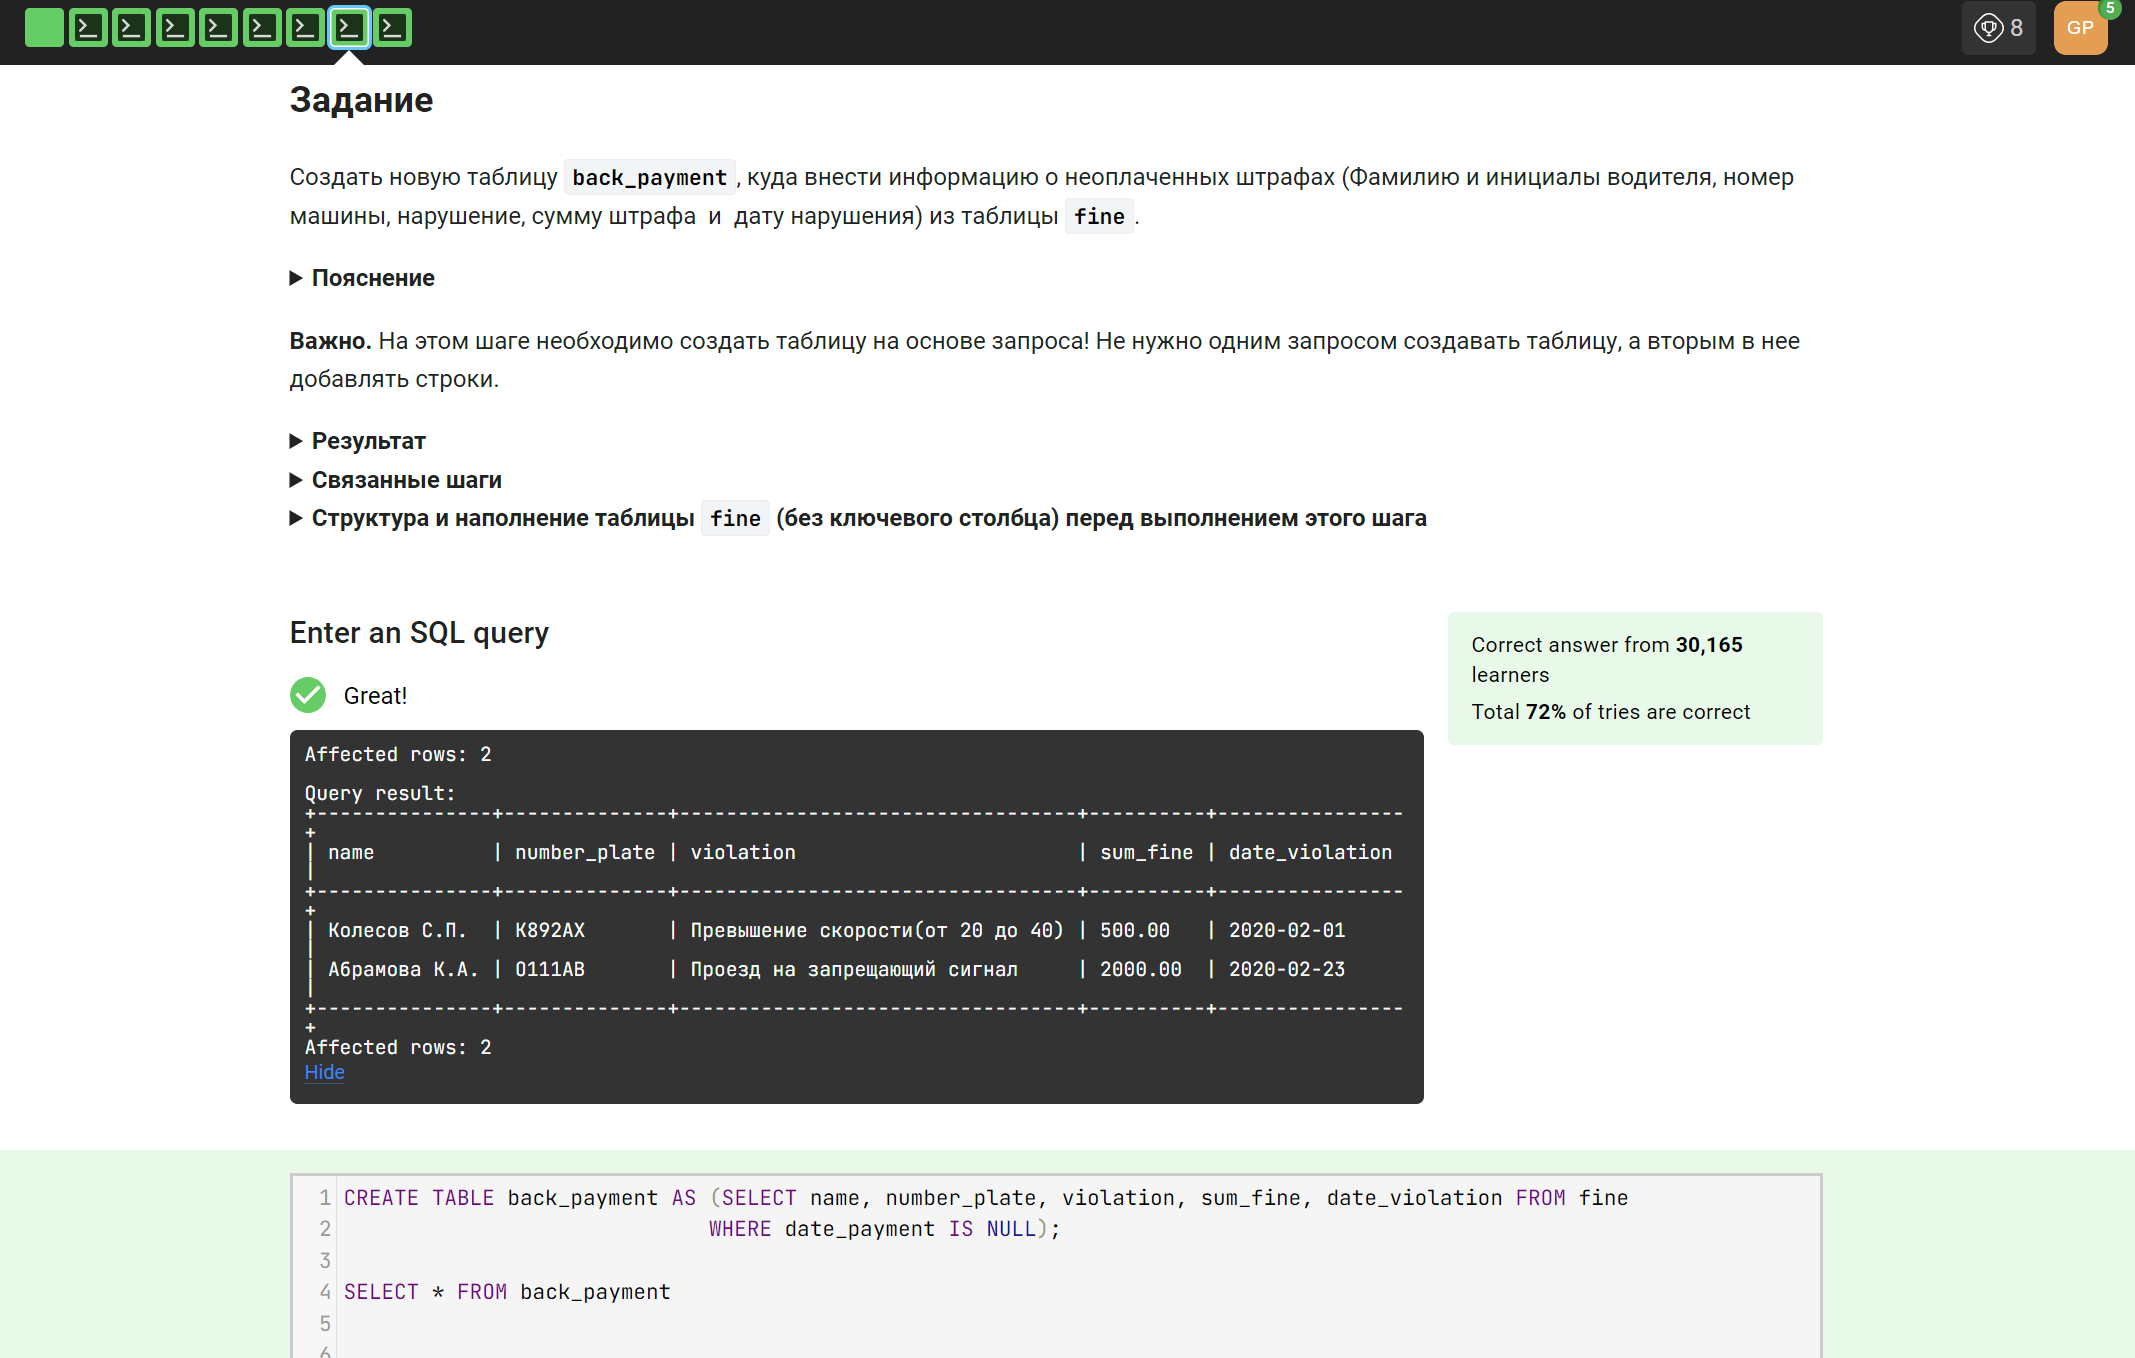 8
GP
5
Задание
Создать новую таблицу back_payment, куда внести информацию о неоплаченных штрафах (Фамилию и инициалы водителя, номер
машины, нарушение, сумму штрафа  и  дату нарушения) из таблицы fine.
▶ Пояснение
Важно. На этом шаге необходимо создать таблицу на основе запроса! Не нужно одним запросом создавать таблицу, а вторым в нее
добавлять строки.
▶ Результат
▶ Связанные шаги
▶ Структура и наполнение таблицы fine (без ключевого столбца) перед выполнением этого шага
Enter an SQL query
Correct answer from 30,165
learners
Total 72% of tries are correct
Great!
Affected rows: 2
Query result:
+---------------+--------------+----------------------------------+----------+----------------
+
| name          | number_plate | violation                        | sum_fine | date_violation
|
+---------------+--------------+----------------------------------+----------+----------------
+
| Колесов С.П.  | К892АХ       | Превышение скорости(от 20 до 40) | 500.00   | 2020-02-01
|
| Абрамова К.А. | О111АВ       | Проезд на запрещающий сигнал     | 2000.00  | 2020-02-23
|
+---------------+--------------+----------------------------------+----------+----------------
+
Affected rows: 2
Hide
1 CREATE TABLE back_payment AS (SELECT name, number_plate, violation, sum_fine, date_violation FROM fine
2                              WHERE date_payment IS NULL);
3
4 SELECT * FROM back_payment
5
6